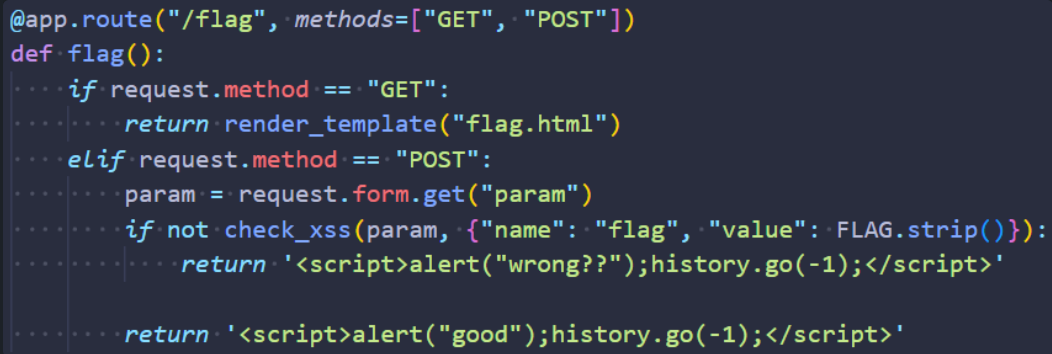 @app.route("/flag", methods=["GET", "POST"])
def flag():
    if request.method == "GET":
        return render_template("flag.html")
    elif request.method == "POST":
        param = request.form.get("param")
        if not check_xss(param, {"name": "flag", "value": FLAG.strip()}):
            return '<script>alert("wrong??");history.go(-1);</script>'

        return '<script>alert("good");history.go(-1);</script>'